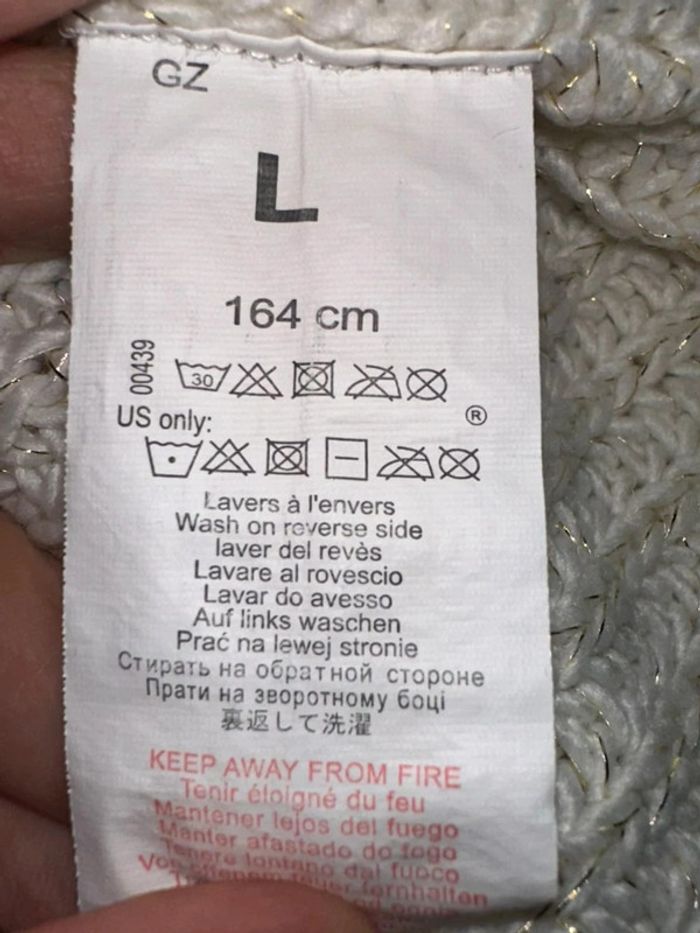 GZ
L
164 cm
00439
30
US only:
®
Lavers à l'envers
Wash on reverse side
laver del revès
Lavare al rovescio
Lavar do avesso
Auf links waschen
Prać na lewej stronie
Стирать на обратной стороне
Прати на зворотному боці
裏返して洗濯
KEEP AWAY FROM FIRE
Tenir éloigné du feu
Mantener lejos del fuego
Manter afastado do fogo
Tenere lontano dal fuoco
fernhalten